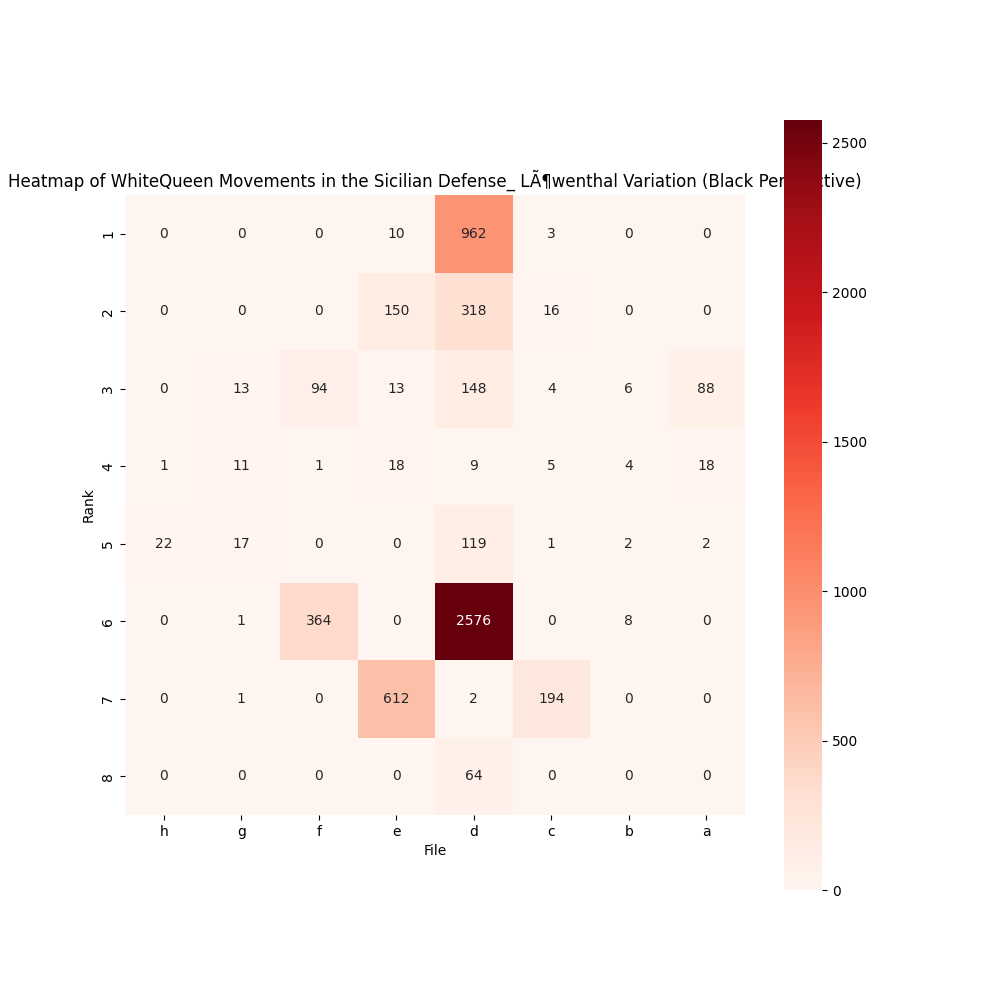 Heatmap of WhiteQueen Movements in the Sicilian Defense_ LÃ¶wenthal Variation (Black Per ctive)
1 0 0 0 10 962 3 0 0
2 0 0 0 150 318 16 0 0
3 0 13 94 13 148 4 6 88
4 1 11 1 18 9 5 4 18
5 22 17 0 0 119 1 2 2
6 0 1 364 0 2576 0 8 0
7 0 1 0 612 2 194 0 0
8 0 0 0 0 64 0 0 0
h g f e d c b a
File
Rank
2500
2000
1500
1000
500
0